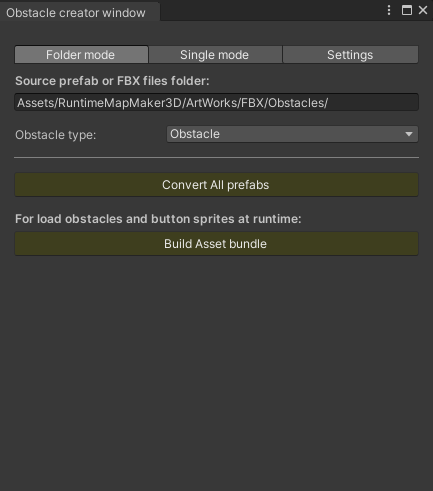 Obstacle creator window
Folder mode Single mode Settings
Source prefab or FBX files folder:
Assets/RuntimeMapMaker3D/ArtWorks/FBX/Obstacles/
Obstacle type: Obstacle
Convert All prefabs
For load obstacles and button sprites at runtime:
Build Asset bundle